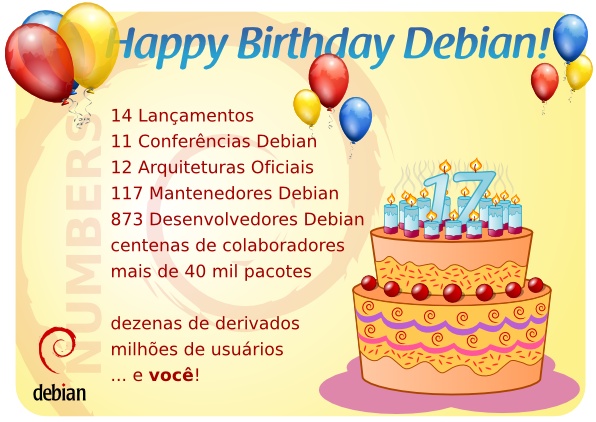 Happy Birthday Debian!
NUMBERS
14 Lançamentos
11 Conferências Debian
12 Arquiteturas Oficiais
117 Mantenedores Debian
873 Desenvolvedores Debian
centenas de colaboradores
mais de 40 mil pacotes
dezenas de derivados
milhões de usuários
... e você!
17
debian